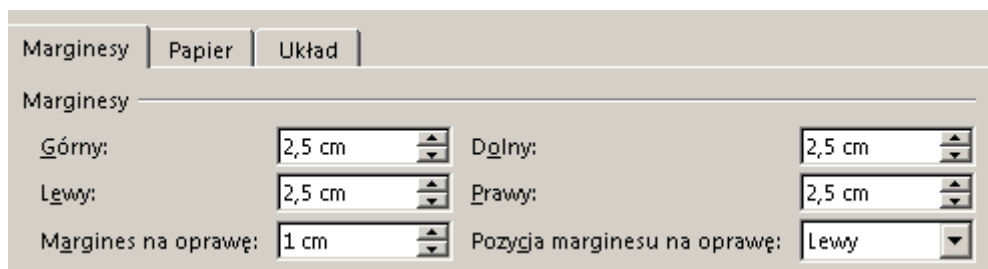 Marginesy Papier Układ
Marginesy
Górny: 2,5 cm Dolny: 2,5 cm
Lewy: 2,5 cm Prawy: 2,5 cm
Margines na oprawę: 1 cm Pozycja marginesu na oprawę: Lewy